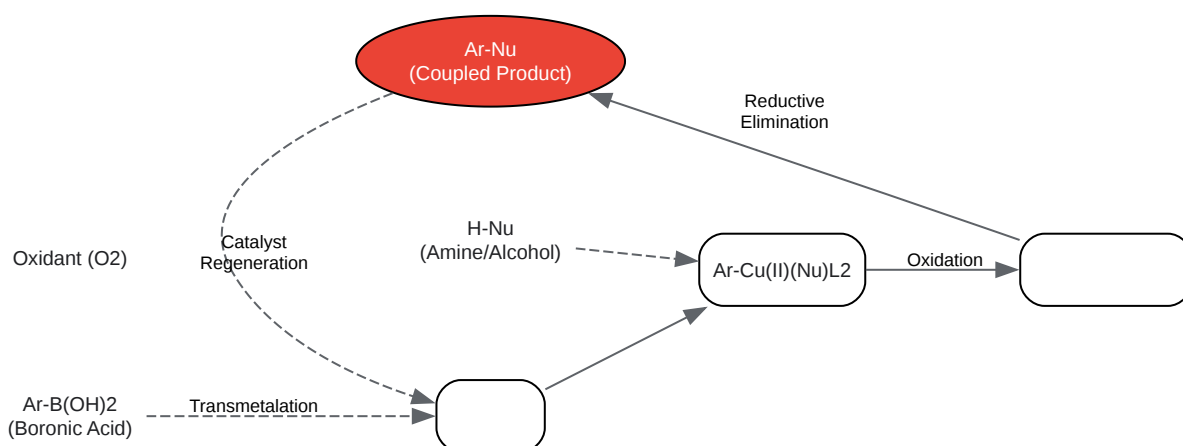 Ar-Nu
(Coupled Product)
Reductive
Elimination
H-Nu
(Amine/Alcohol)
Catalyst
Regeneration
Oxidant (O2)
Ar-Cu(II)(Nu)L2
Oxidation
Ar-B(OH)2
(Boronic Acid)
Transmetalation